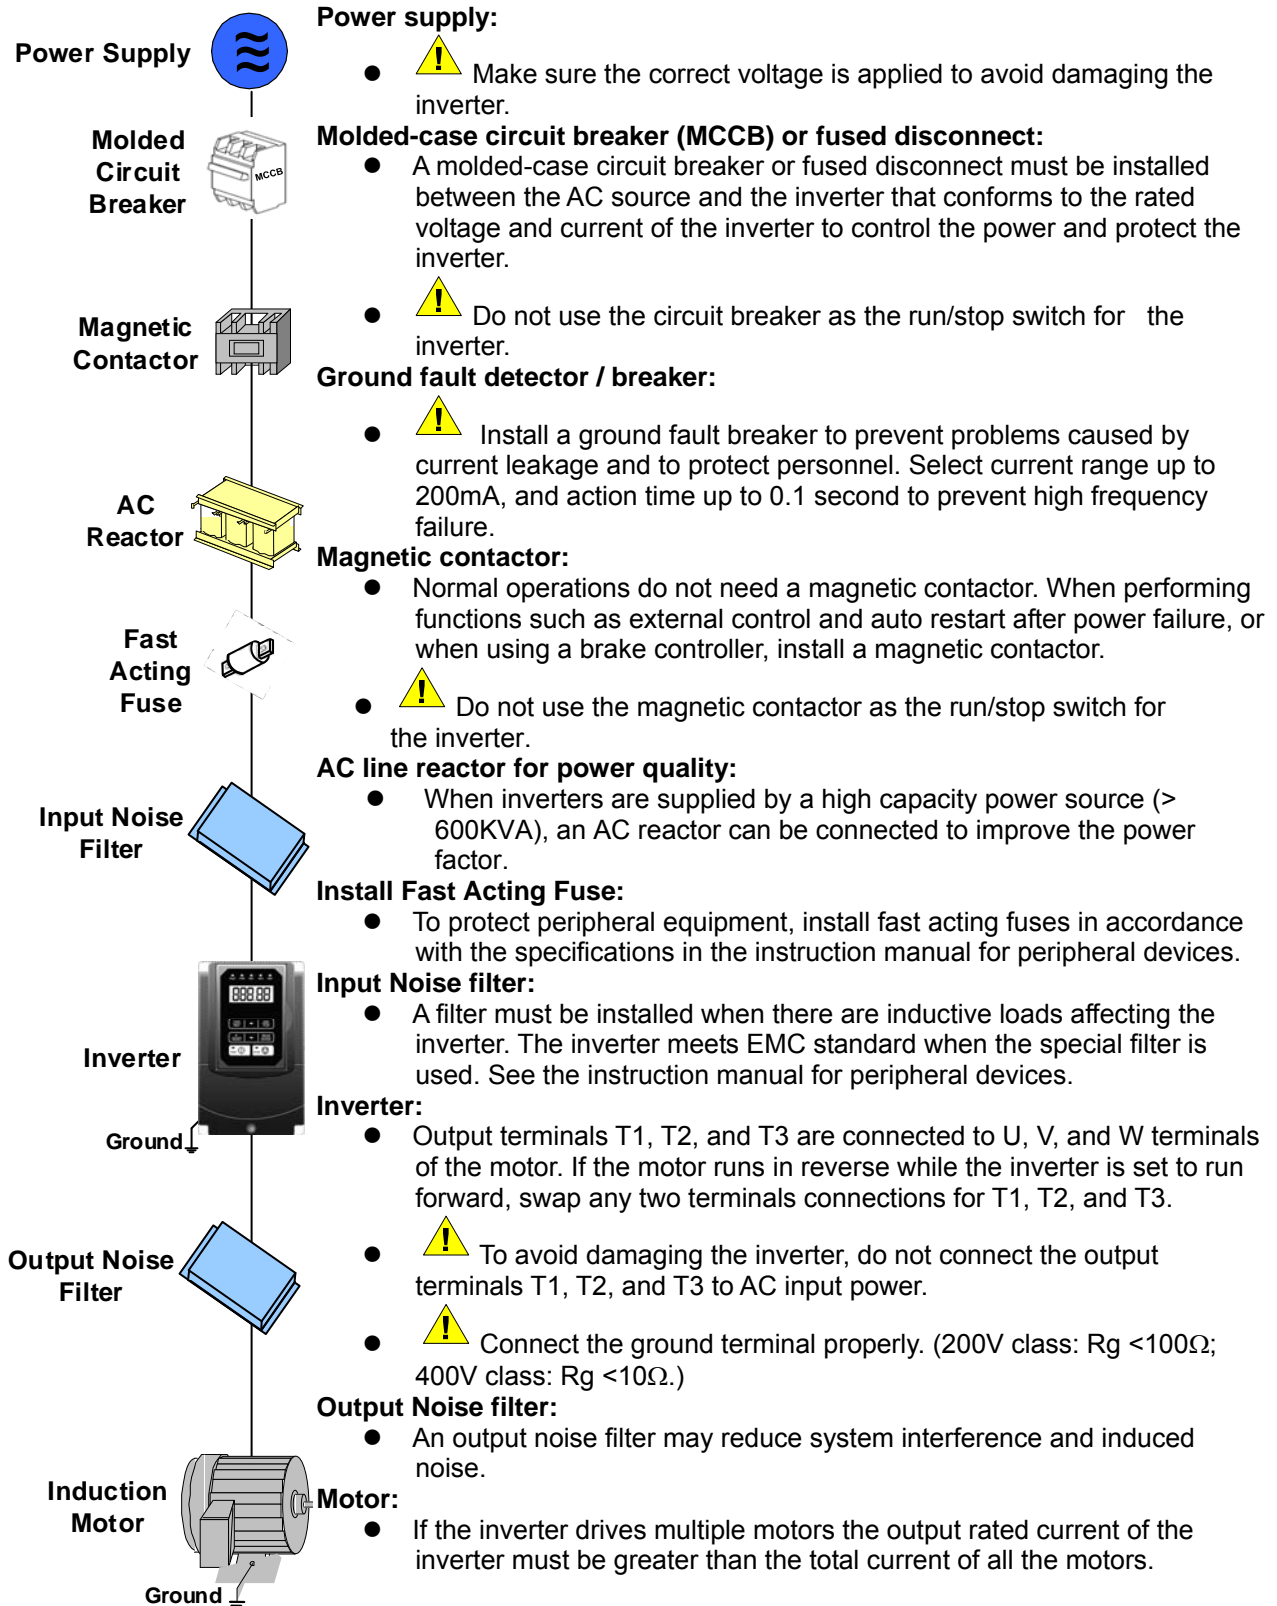 Power Supply
Molded
Circuit
Breaker
MCCB
Magnetic
Contactor
AC
Reactor
Fast
Acting
Fuse
Input Noise
Filter
Inverter
Ground
Output Noise
Filter
Induction
Motor
Ground
Power supply:
● ! Make sure the correct voltage is applied to avoid damaging the
inverter.
Molded-case circuit breaker (MCCB) or fused disconnect:
● A molded-case circuit breaker or fused disconnect must be installed
between the AC source and the inverter that conforms to the rated
voltage and current of the inverter to control the power and protect the
inverter.
● ! Do not use the circuit breaker as the run/stop switch for the
inverter.
Ground fault detector / breaker:
● ! Install a ground fault breaker to prevent problems caused by
current leakage and to protect personnel. Select current range up to
200mA, and action time up to 0.1 second to prevent high frequency
failure.
Magnetic contactor:
● Normal operations do not need a magnetic contactor. When performing
functions such as external control and auto restart after power failure, or
when using a brake controller, install a magnetic contactor.
● ! Do not use the magnetic contactor as the run/stop switch for
the inverter.
AC line reactor for power quality:
● When inverters are supplied by a high capacity power source (>
600KVA), an AC reactor can be connected to improve the power
factor.
Install Fast Acting Fuse:
● To protect peripheral equipment, install fast acting fuses in accordance
with the specifications in the instruction manual for peripheral devices.
Input Noise filter:
● A filter must be installed when there are inductive loads affecting the
inverter. The inverter meets EMC standard when the special filter is
used. See the instruction manual for peripheral devices.
Inverter:
● Output terminals T1, T2, and T3 are connected to U, V, and W terminals
of the motor. If the motor runs in reverse while the inverter is set to run
forward, swap any two terminals connections for T1, T2, and T3.
● ! To avoid damaging the inverter, do not connect the output
terminals T1, T2, and T3 to AC input power.
● ! Connect the ground terminal properly. (200V class: Rg <100Ω;
400V class: Rg <10Ω.)
Output Noise filter:
● An output noise filter may reduce system interference and induced
noise.
Motor:
● If the inverter drives multiple motors the output rated current of the
inverter must be greater than the total current of all the motors.